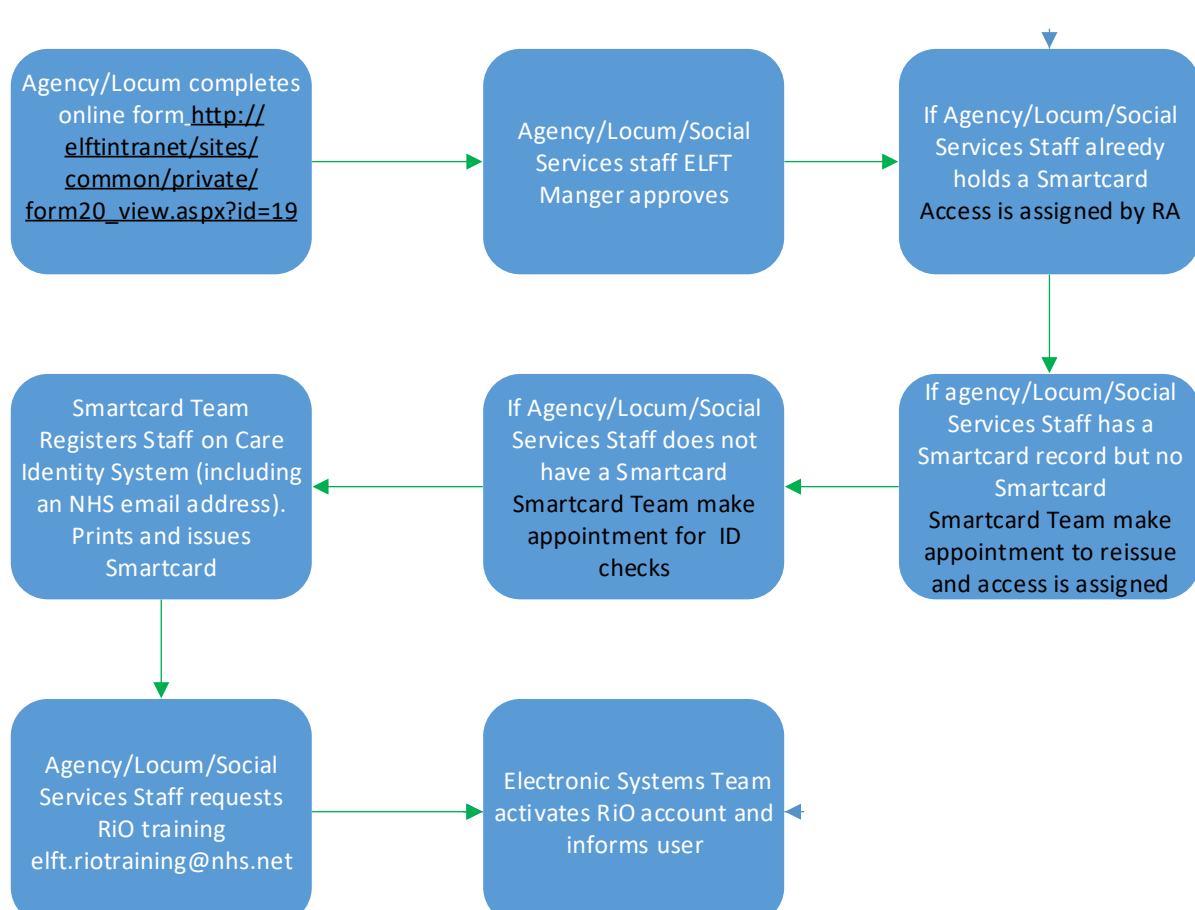 Agency/Locum completes
online form http://
elftintranet/sites/
common/private/
form20_view.aspx?id=19
Agency/Locum/Social
Services staff ELFT
Manger approves
If Agency/Locum/Social
Services Staff alreedy
holds a Smartcard
Access is assigned by RA
If agency/Locum/Social
Services Staff has a
Smartcard record but no
Smartcard
Smartcard Team make
appointment to reissue
and access is assigned
If Agency/Locum/Social
Services Staff does not
have a Smartcard
Smartcard Team make
appointment for ID
checks
Smartcard Team
Registers Staff on Care
Identity System (including
an NHS email address).
Prints and issues
Smartcard
Agency/Locum/Social
Services Staff requests
RiO training
elft.riotraining@nhs.net
Electronic Systems Team
activates RiO account and
informs user